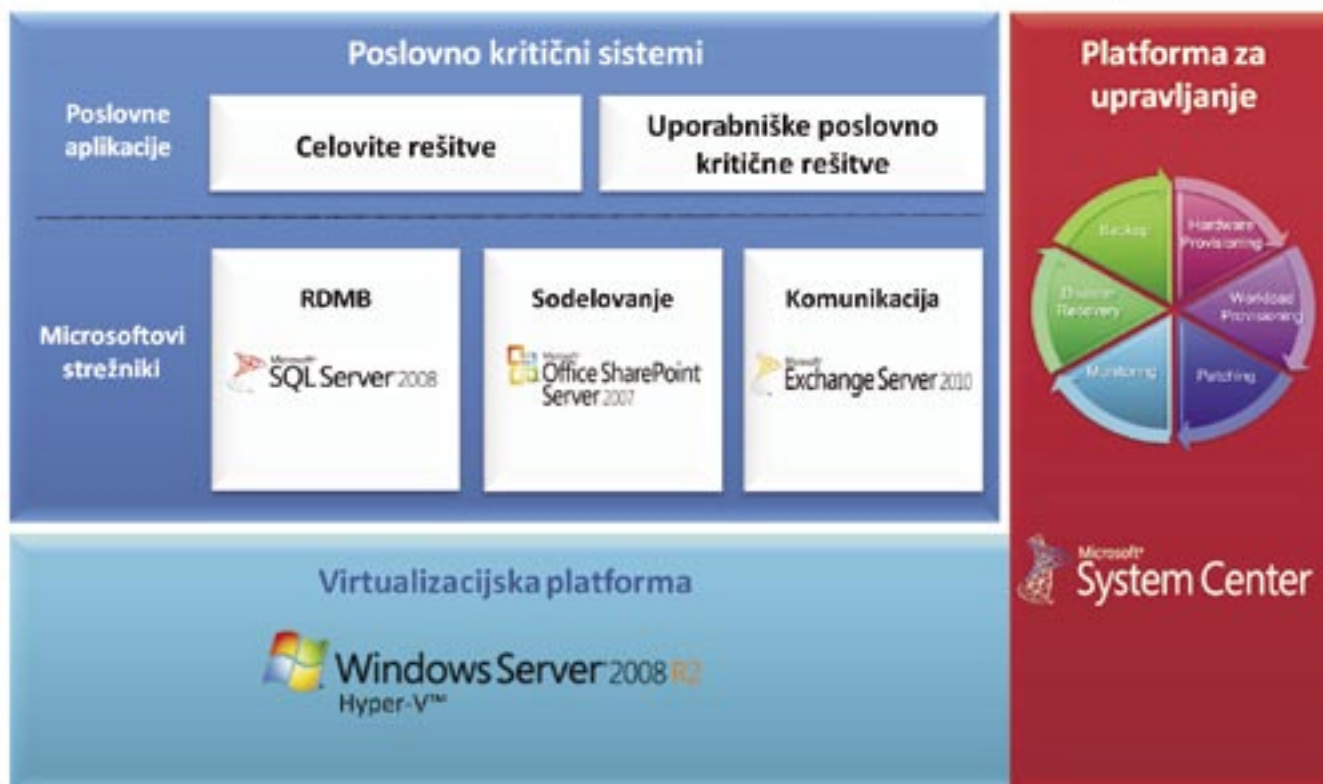 Poslovno kritični sistemi
Poslovne
aplikacije
Celovite rešitve
Uporabniške poslovno
kritične rešitve
Microsoftovi
strežniki
RDMB
Microsoft®
SQL Server 2008
Sodelovanje
Microsoft®
Office SharePoint
Server 2007
Komunikacija
Microsoft®
Exchange Server 2010
Virtualizacijska platforma
Windows Server® 2008 R2
Hyper-V™
Platforma za
upravljanje
Backup
Hardware
Provisioning
Workload
Provisioning
Patching
Monitoring
Disaster
Recovery
Microsoft®
System Center